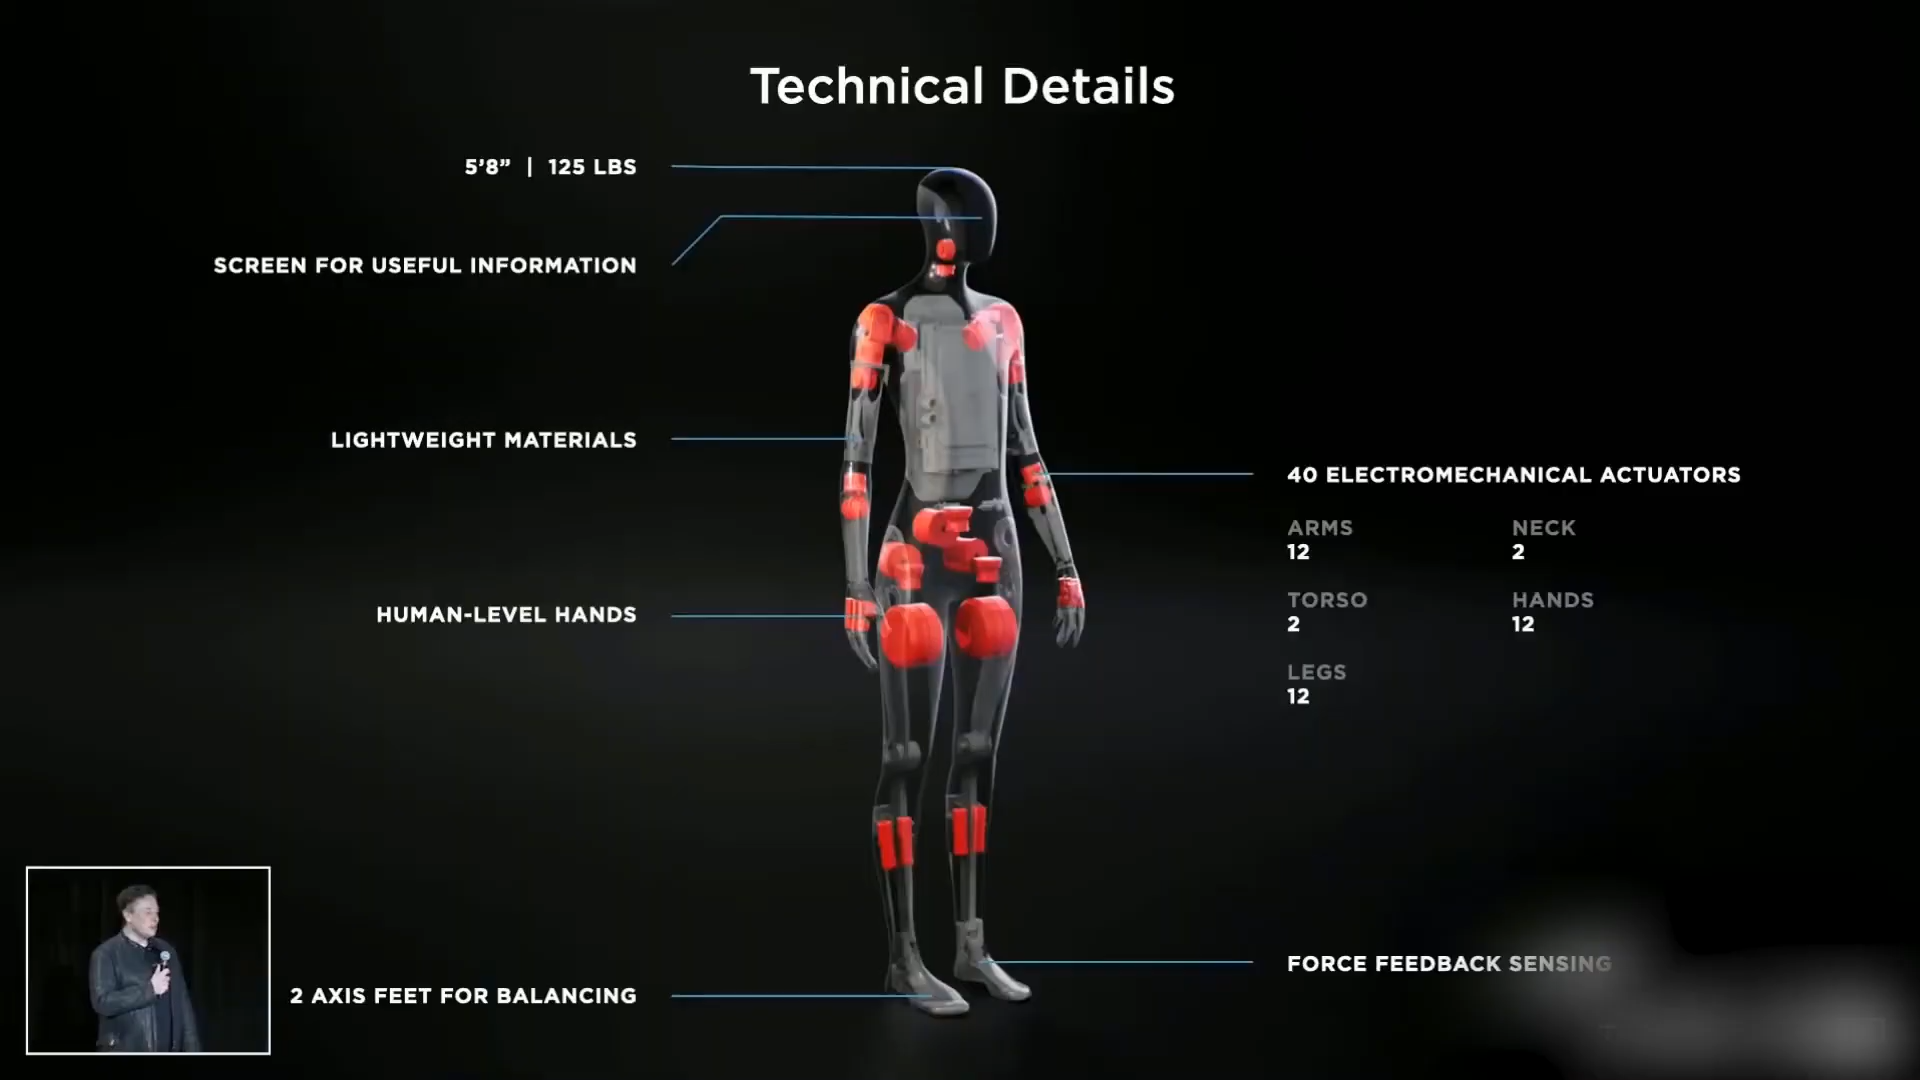 Technical Details
5’8” | 125 LBS
SCREEN FOR USEFUL INFORMATION
LIGHTWEIGHT MATERIALS
HUMAN-LEVEL HANDS
2 AXIS FEET FOR BALANCING
40 ELECTROMECHANICAL ACTUATORS
ARMS NECK
12 2
TORSO HANDS
2 12
LEGS
12
FORCE FEEDBACK SENSING